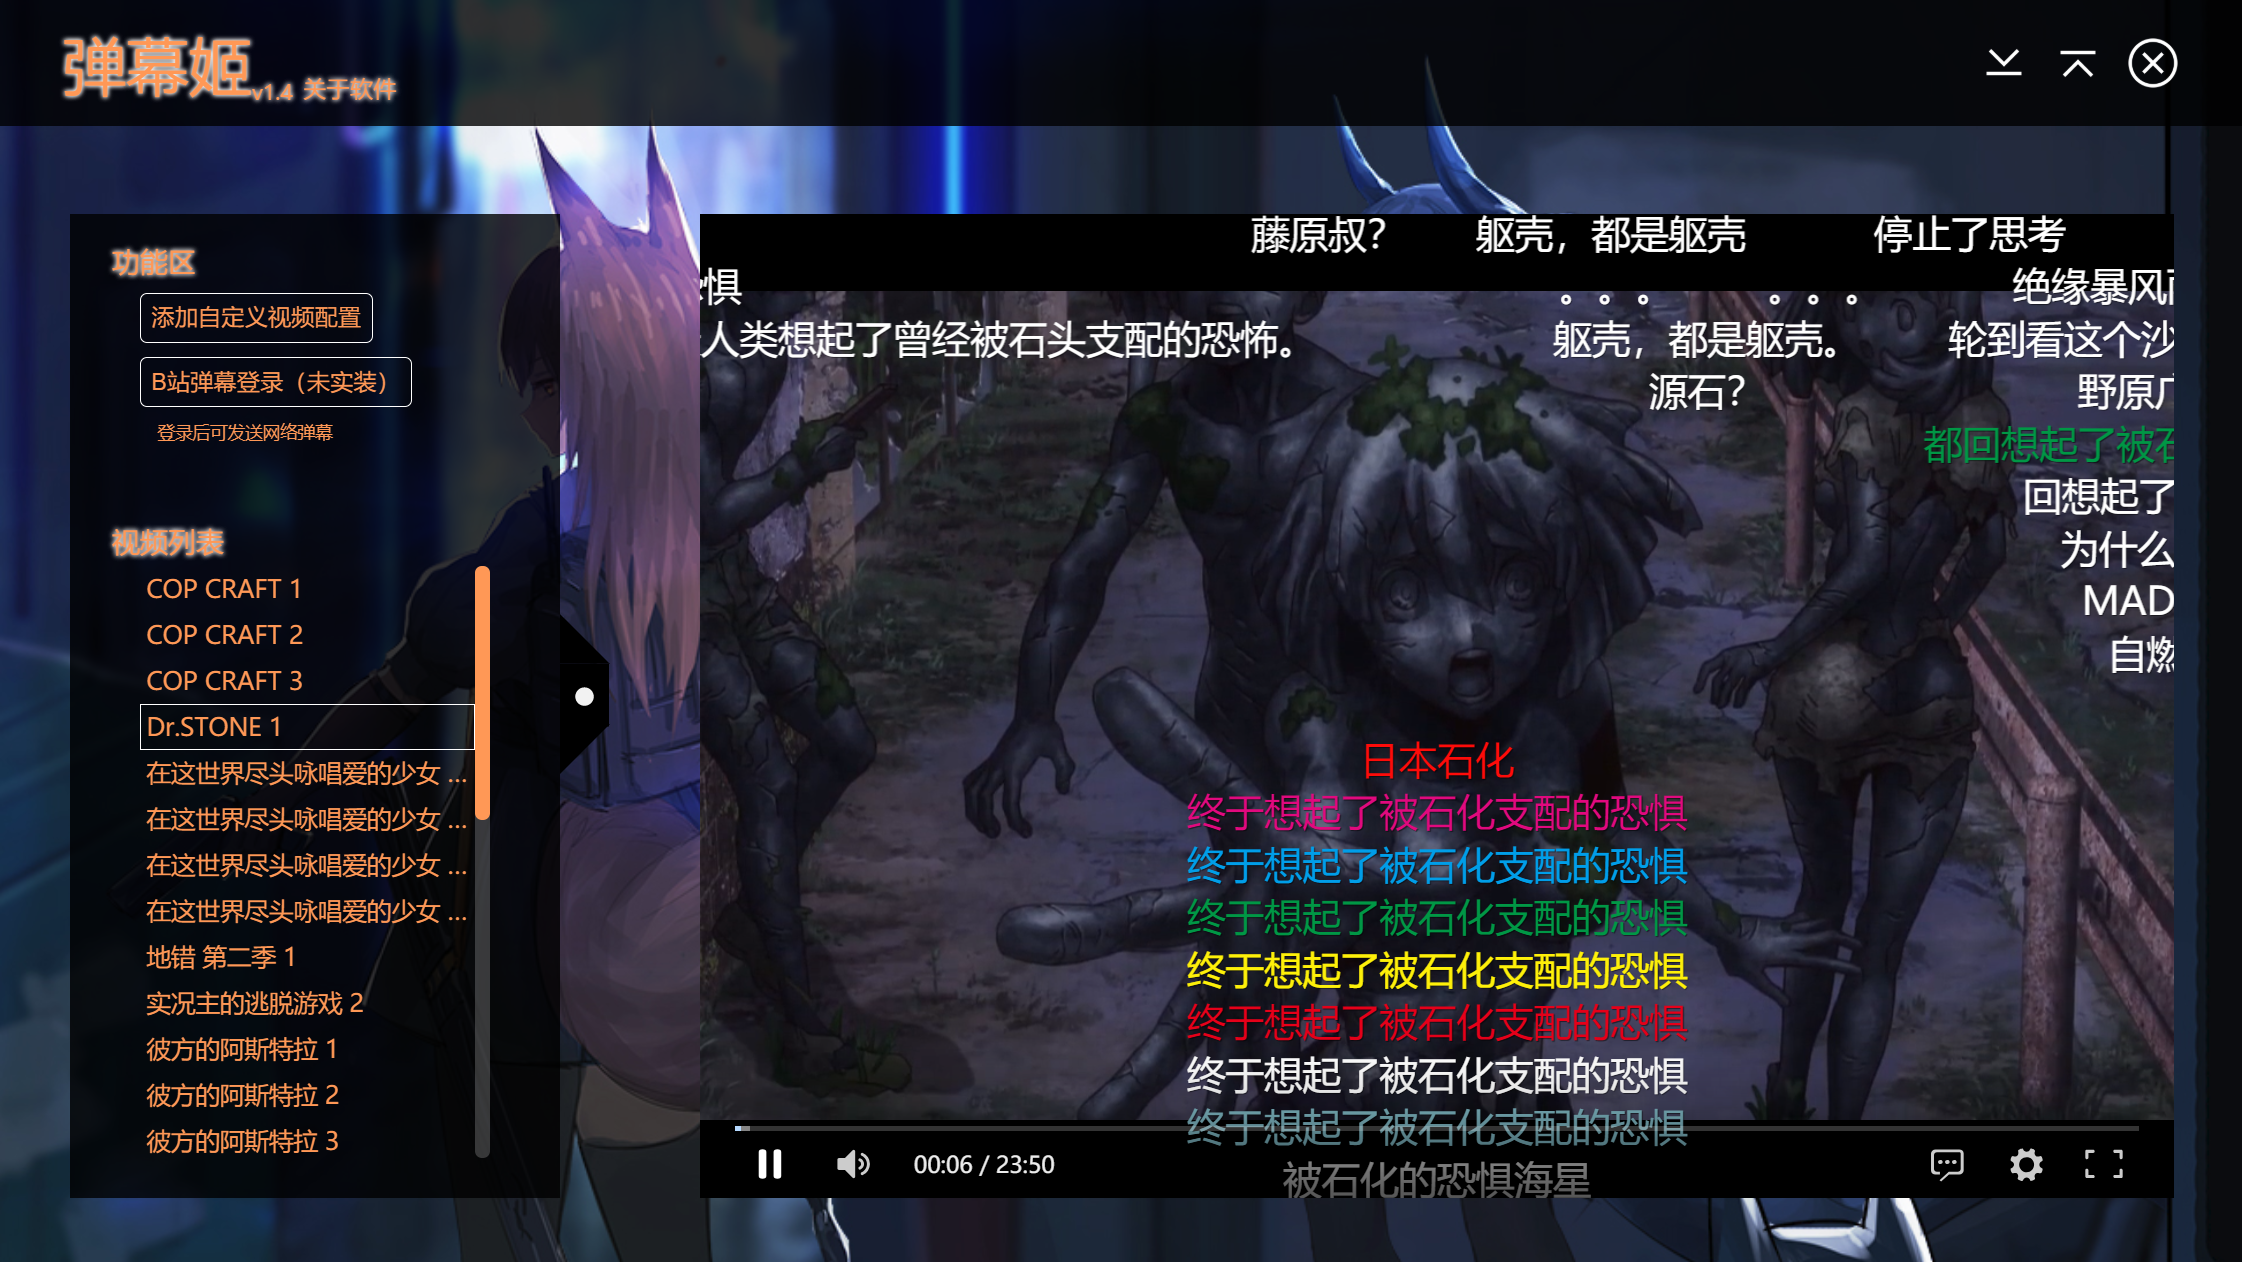 弹幕姬v1.4 关于软件
功能区
添加自定义视频配置
B站弹幕登录（未实装）
登录后可发送网络弹幕
视频列表
COP CRAFT 1
COP CRAFT 2
COP CRAFT 3
Dr.STONE 1
在这世界尽头咏唱爱的少女 ...
在这世界尽头咏唱爱的少女 ...
在这世界尽头咏唱爱的少女 ...
在这世界尽头咏唱爱的少女 ...
地错 第二季 1
实况主的逃脱游戏 2
彼方的阿斯特拉 1
彼方的阿斯特拉 2
彼方的阿斯特拉 3
藤原叔？ 躯壳，都是躯壳 停止了思考
惧 。。。 。。。 绝缘暴风雨
人类想起了曾经被石头支配的恐怖。 躯壳，都是躯壳。 轮到看这个沙
源石？ 野原广
都回想起了被石
回想起了
为什么
MAD
自燃
日本石化
终于想起了被石化支配的恐惧
终于想起了被石化支配的恐惧
终于想起了被石化支配的恐惧
终于想起了被石化支配的恐惧
终于想起了被石化支配的恐惧
终于想起了被石化支配的恐惧
终于想起了被石化支配的恐惧
被石化的恐惧海星
00:06 / 23:50